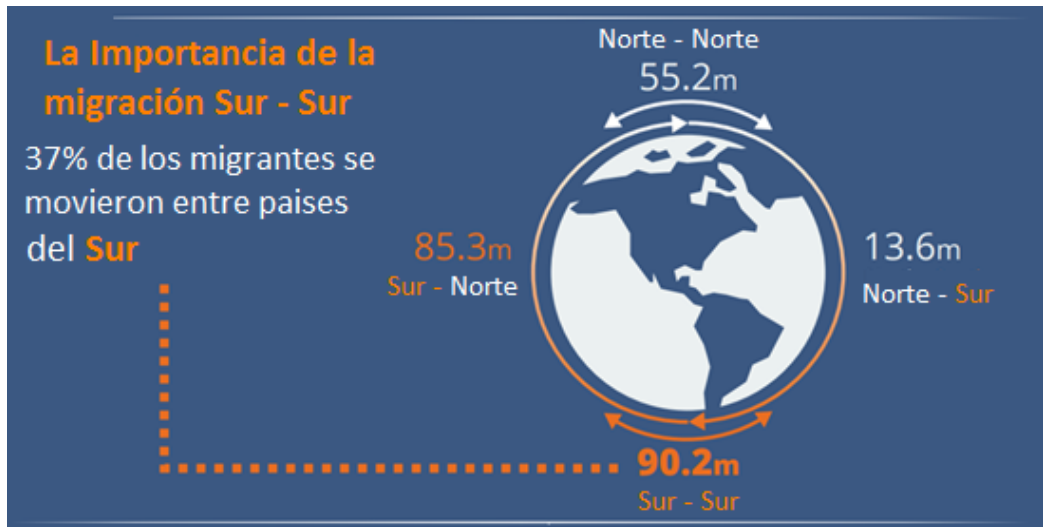 La Importancia de la
migración Sur - Sur
37% de los migrantes se
movieron entre paises
del Sur
Norte - Norte
55.2m
85.3m
Sur - Norte
13.6m
Norte - Sur
90.2m
Sur - Sur